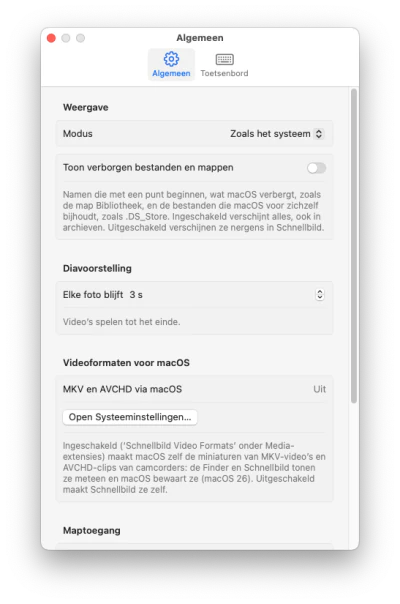 Algemeen
Algemeen
Toetsenbord
Weergave
Modus
Zoals het systeem
Toon verborgen bestanden en mappen
Namen die met een punt beginnen, wat macOS verbergt, zoals
de map Bibliotheek, en de bestanden die macOS voor zichzelf
bijhoudt, zoals .DS_Store. Ingeschakeld verschijnt alles, ook in
archieven. Uitgeschakeld verschijnen ze nergens in Schnellbild.
Diavoorstelling
Elke foto blijft 3 s
Video's spelen tot het einde.
Videoformaten voor macOS
MKV en AVCHD via macOS
Uit
Open Systeeminstellingen...
Ingeschakeld (‘Schnellbild Video Formats’ onder Media-
extensies) maakt macOS zelf de miniaturen van MKV-video's en
AVCHD-clips van camcorders: de Finder en Schnellbild tonen
ze meteen en macOS bewaart ze (macOS 26). Uitgeschakeld
maakt Schnellbild ze zelf.
Maptoegang